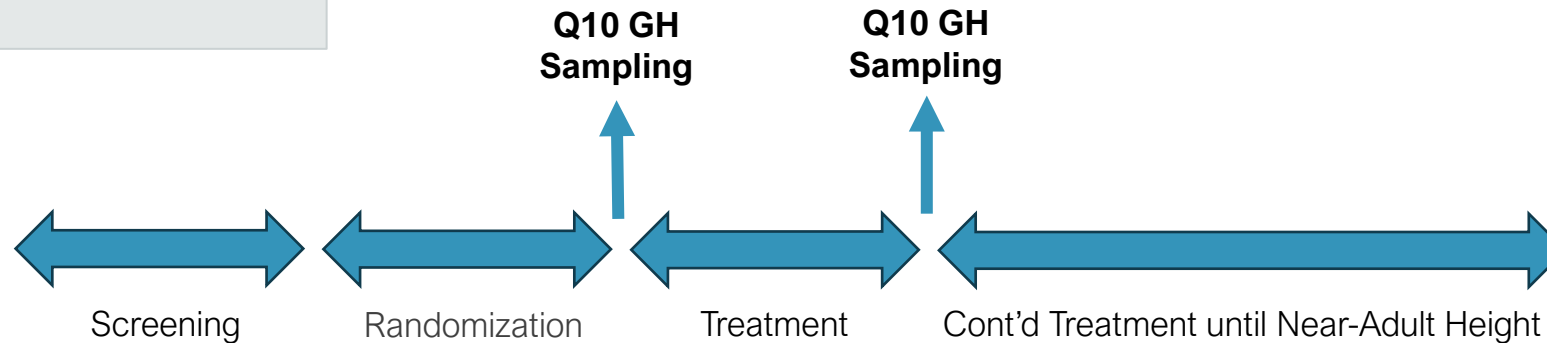 Q10 GH
Sampling
Q10 GH
Sampling
Screening
Randomization
Treatment
Cont'd Treatment until Near-Adult Height